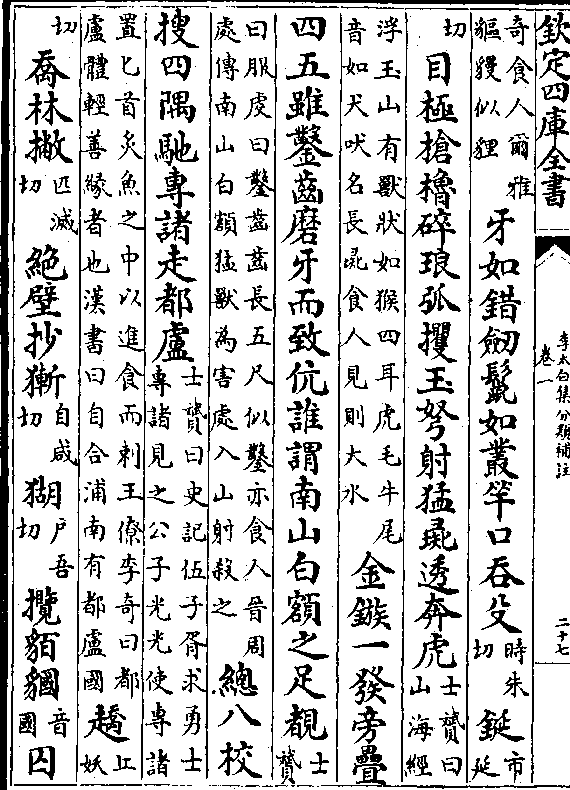 欽定四庫全書
李太白集分類補註
卷一
二十七
奇食人爾雅貙獌似狸牙如錯劒鬛如叢竿口吞殳時朱切鋋市延
切目極槍櫓碎琅弧攫玉弩射猛彘透奔虎士贇曰山海經
浮玉山有獸狀如猴四耳虎毛牛尾音如犬吠名長彘食人見則大水金鏃一發旁疊
四五雖鑿齒磨牙而致伉誰謂南山白額之足覩士贇
曰服虔曰鑿齒齒長五尺似鑿亦食人晉周處傳南山白額猛獸為害處入山射殺之總八校
搜四隅馳專諸走都盧士贇曰史記伍子胥求勇士專諸見之公子光光使專諸
置匕首炙魚之中以進食而刺王僚李奇曰都盧體輕善緣者也漢書曰自合浦南有都盧國趫丘妖
切喬林撇匹滅切絶壁抄獑自咸切猢戶吾切攬貊䝙音國囚